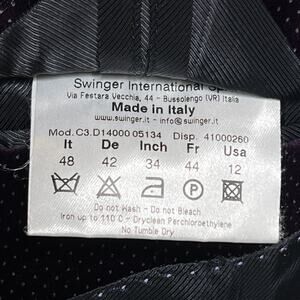 Swinger International Sp
Via Festara Vecchia, 44 - Bussolengo (VR) Italia
Made in Italy
www.swinger.it - info@swinger.it
Mod. C3.D14000 05134 Disp. 41000260
It De Inch Fr Usa
48 42 34 44 12
Do not Wash - Do not Bleach
Iron up to 110°C - Dryclean Perchloroethylene
No Tumble Dry